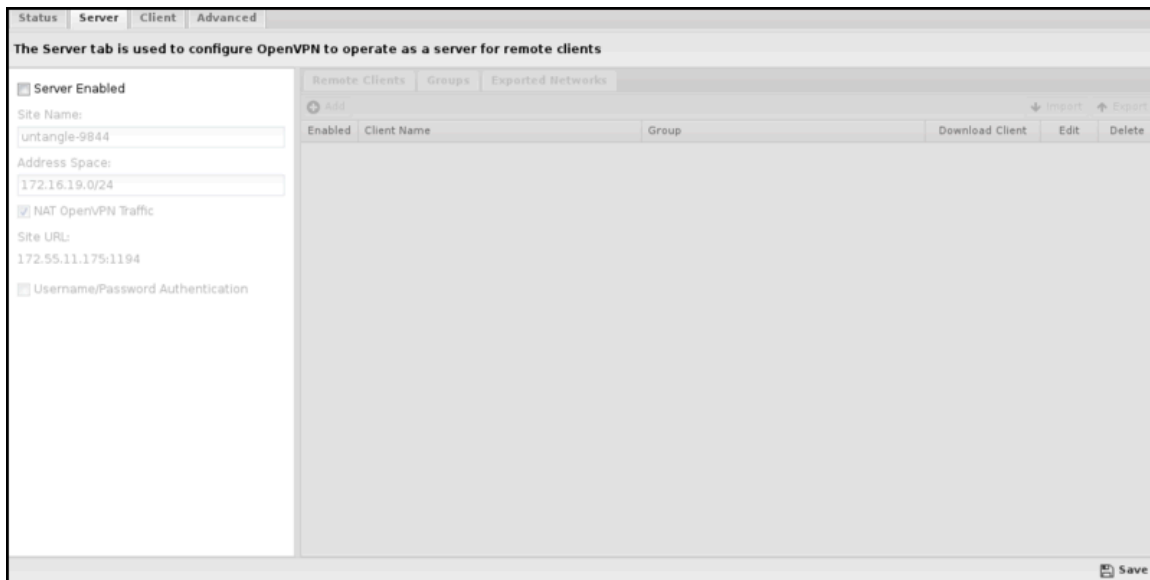 Status Server Client Advanced
The Server tab is used to configure OpenVPN to operate as a server for remote clients
Server Enabled
Site Name:
untangle-9844
Address Space:
172.16.19.0/24
NAT OpenVPN Traffic
Site URL:
172.55.11.175:1194
Username/Password Authentication
Remote Clients Groups Exported Networks
Add Import Export
Enabled Client Name Group Download Client Edit Delete
Save